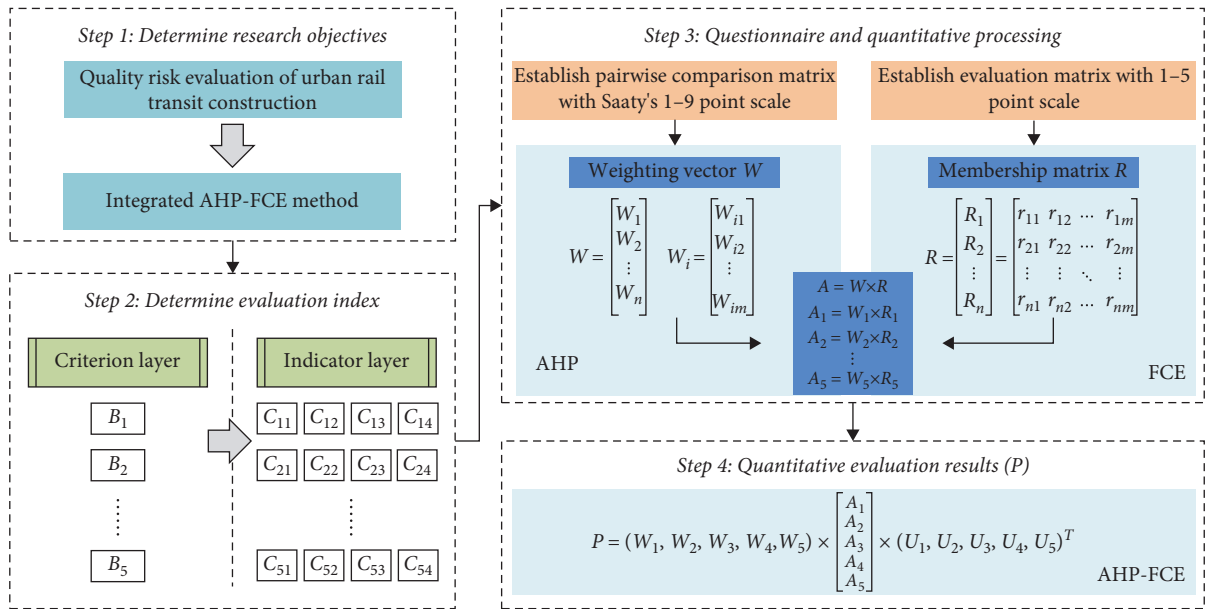 Step 1: Determine research objectives
Quality risk evaluation of urban rail
transit construction
Integrated AHP-FCE method
Step 2: Determine evaluation index
Criterion layer
Indicator layer
B1
C11 C12 C13 C14
B2
C21 C22 C23 C24
⋮ ⋮
B5
C51 C52 C53 C54
Step 3: Questionnaire and quantitative processing
Establish pairwise comparison matrix
with Saaty's 1–9 point scale
Weighting vector W
W = [W1 W2 ⋮ Wn] Wi = [Wi1 Wi2 ⋮ Wim]
AHP
Establish evaluation matrix with 1–5
point scale
Membership matrix R
R = [R1 R2 ⋮ Rn] = [r11 r12 ... r1m
r21 r22 ... r2m
⋮ ⋮ ⋱ ⋮
rn1 rn2 ... rnm]
FCE
A = W×R
A1 = W1×R1
A2 = W2×R2
⋮
A5 = W5×R5
Step 4: Quantitative evaluation results (P)
P = (W1, W2, W3, W4,W5) × [A1 A2 A3 A4 A5] × (U1, U2, U3, U4, U5)T
AHP-FCE